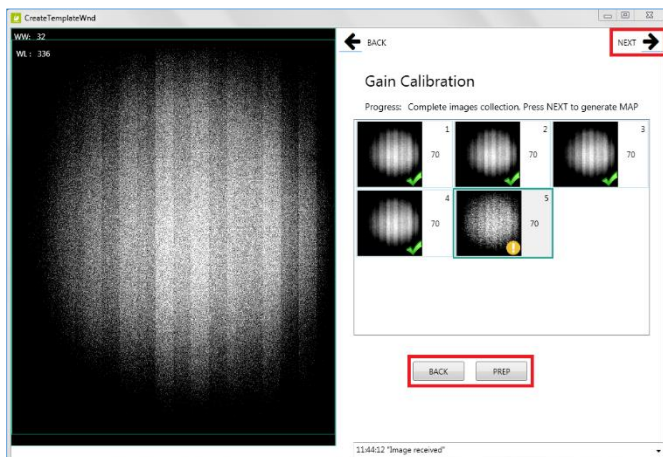 CreateTemplateWnd
WW: 32
WL: 336
BACK
NEXT
Gain Calibration
Progress: Complete images collection. Press NEXT to generate MAP
1
70
2
70
3
70
4
70
5
70
BACK PREP
11:44:12 "Image received"